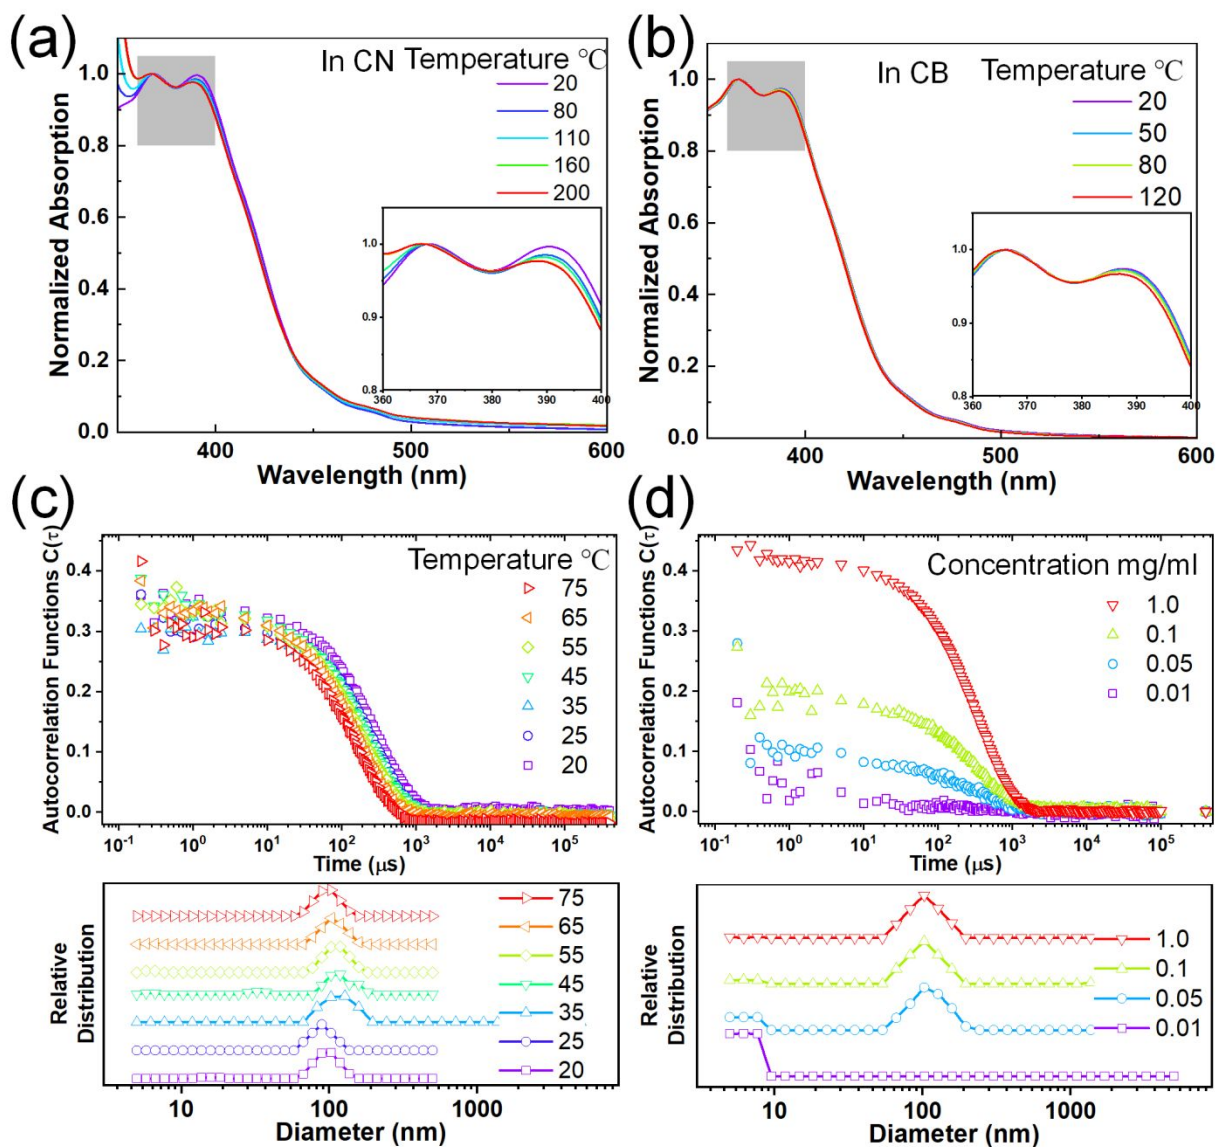 (a)
In CN Temperature °C
20
80
110
160
200
Normalized Absorption
1.0
0.8
0.6
0.4
0.2
0.0
1.0
0.9
0.8
360 370 380 390 400
400 500 600
Wavelength (nm)
(b)
In CB Temperature °C
20
50
80
120
Normalized Absorption
1.0
0.8
0.6
0.4
0.2
0.0
1.0
0.9
0.8
360 370 380 390 400
400 500 600
Wavelength (nm)
(c)
Temperature °C
75
65
55
45
35
25
20
Autocorrelation Functions C(τ)
0.4
0.3
0.2
0.1
0.0
10-1 100 101 102 103 104 105
Time (μs)
75
65
55
45
35
25
20
Relative
Distribution
10 100 1000
Diameter (nm)
(d)
Concentration mg/ml
1.0
0.1
0.05
0.01
Autocorrelation Functions C(τ)
0.4
0.3
0.2
0.1
0.0
10-1 100 101 102 103 104 105
Time (μs)
1.0
0.1
0.05
0.01
Relative
Distribution
10 100 1000
Diameter (nm)